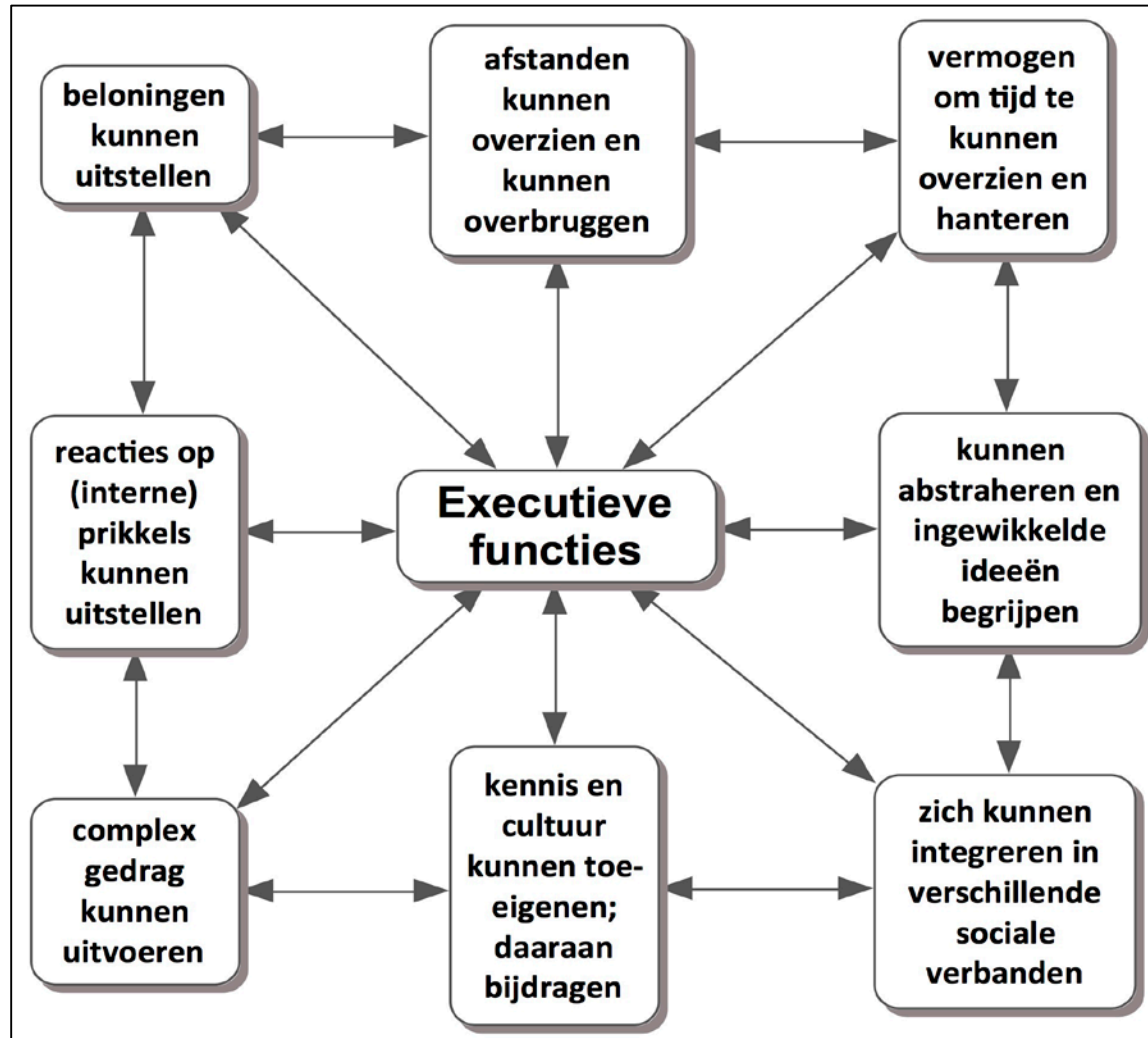 beloningen
kunnen
uitstellen
afstanden
kunnen
overzien en
kunnen
overbruggen
vermogen
om tijd te
kunnen
overzien en
hanteren
reacties op
(interne)
prikkels
kunnen
uitstellen
Executieve
functies
kunnen
abstraheren en
ingewikkelde
ideeën
begrijpen
complex
gedrag
kunnen
uitvoeren
kennis en
cultuur
kunnen toe-
eigenen;
daaraan
bijdragen
zich kunnen
integreren in
verschillende
sociale
verbanden